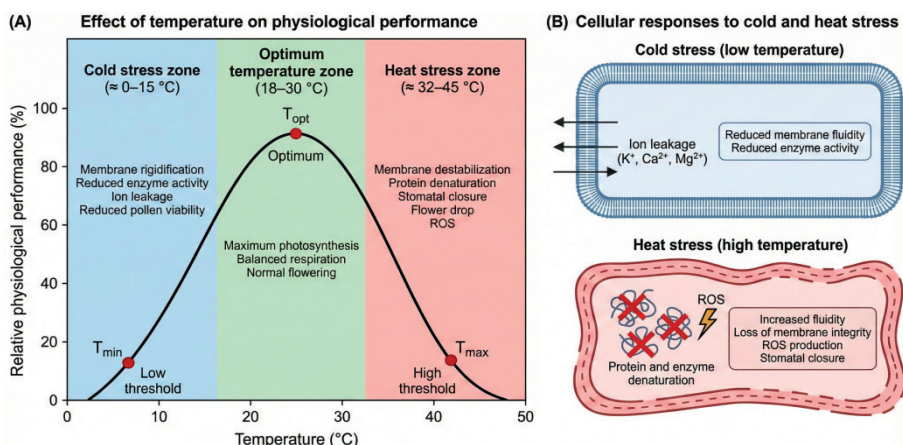 (A) Effect of temperature on physiological performance
Cold stress zone
(≈ 0–15 °C)
Optimum
temperature zone
(18–30 °C)
Heat stress zone
(≈ 32–45 °C)
Relative physiological performance (%)
100
80
60
40
20
0
T_opt
Optimum
Membrane rigidification
Reduced enzyme activity
Ion leakage
Reduced pollen viability
Maximum photosynthesis
Balanced respiration
Normal flowering
Membrane destabilization
Protein denaturation
Stomatal closure
Flower drop
ROS
T_min
Low
threshold
T_max
High
threshold
0 10 20 30 40 50
Temperature (°C)
(B) Cellular responses to cold and heat stress
Cold stress (low temperature)
Ion leakage
(K⁺, Ca²⁺, Mg²⁺)
Reduced membrane fluidity
Reduced enzyme activity
Heat stress (high temperature)
ROS
Protein and enzyme
denaturation
Increased fluidity
Loss of membrane integrity
ROS production
Stomatal closure